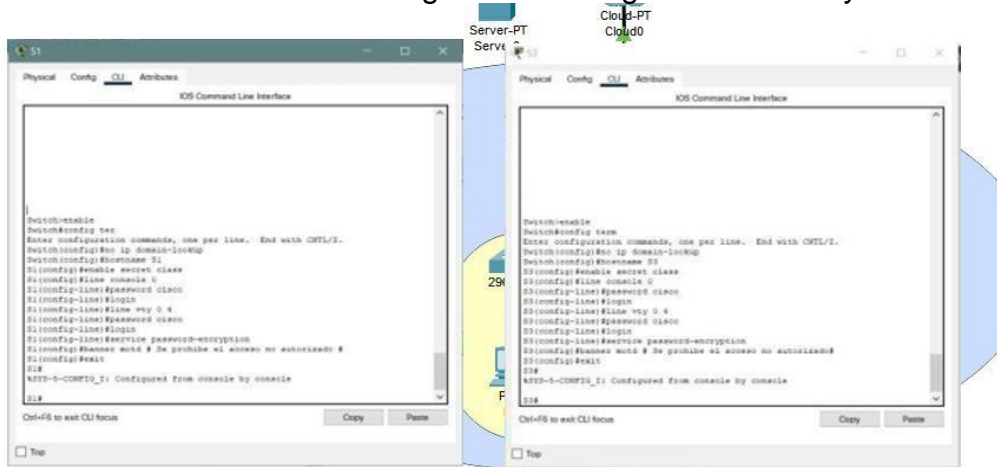 Server-PT
Cloud-PT
Cloud0
S1
Physical Config CLI Attributes
IOS Command Line Interface
Switch>enable
Switch#config ter
Enter configuration commands, one per line. End with CNTL/Z.
Switch(config)#no ip domain-lookup
Switch(config)#hostname S1
S1(config)#enable secret class
S1(config)#line console 0
S1(config-line)#password cisco
S1(config-line)#login
S1(config-line)#line vty 0 4
S1(config-line)#password cisco
S1(config-line)#login
S1(config-line)#service password-encryption
S1(config)#banner motd # Se prohibe el acceso no autorizado #
S1(config)#exit
S1#
%SYS-5-CONFIG_I: Configured from console by console
S1#
Ctrl+F6 to exit CLI focus
Copy Paste
Top
S3
Physical Config CLI Attributes
IOS Command Line Interface
Switch>enable
Switch#config term
Enter configuration commands, one per line. End with CNTL/Z.
Switch(config)#no ip domain-lookup
Switch(config)#hostname S3
S3(config)#enable secret class
S3(config)#line console 0
S3(config-line)#password cisco
S3(config-line)#login
S3(config-line)#line vty 0 4
S3(config-line)#password cisco
S3(config-line)#login
S3(config-line)#service password-encryption
S3(config)#banner motd # Se prohibe el acceso no autorizado#
S3(config)#exit
S3#
%SYS-5-CONFIG_I: Configured from console by console
S3#
Ctrl+F6 to exit CLI focus
Copy Paste
Top